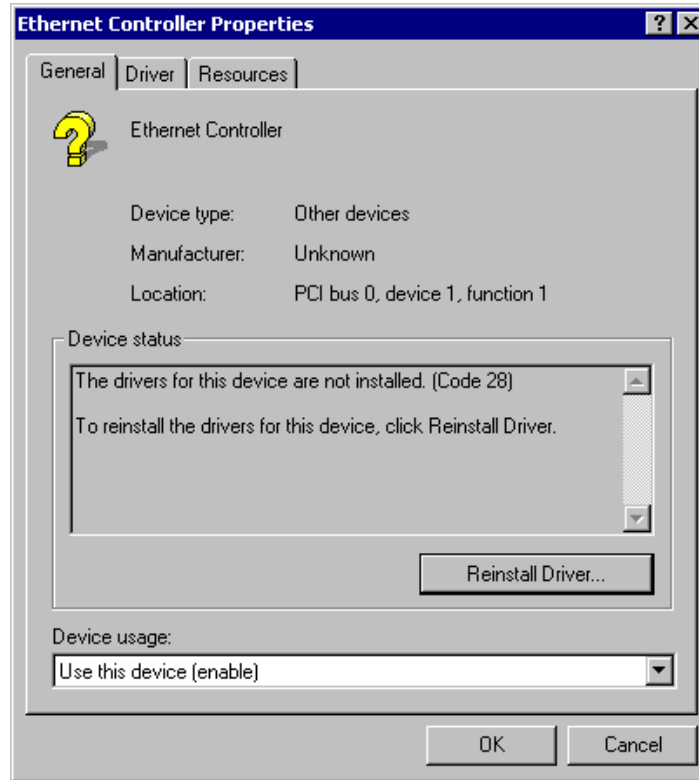 Ethernet Controller Properties
General Driver Resources
Ethernet Controller
Device type: Other devices
Manufacturer: Unknown
Location: PCI bus 0, device 1, function 1
Device status
The drivers for this device are not installed. (Code 28)
To reinstall the drivers for this device, click Reinstall Driver.
Reinstall Driver...
Device usage:
Use this device (enable)
OK Cancel